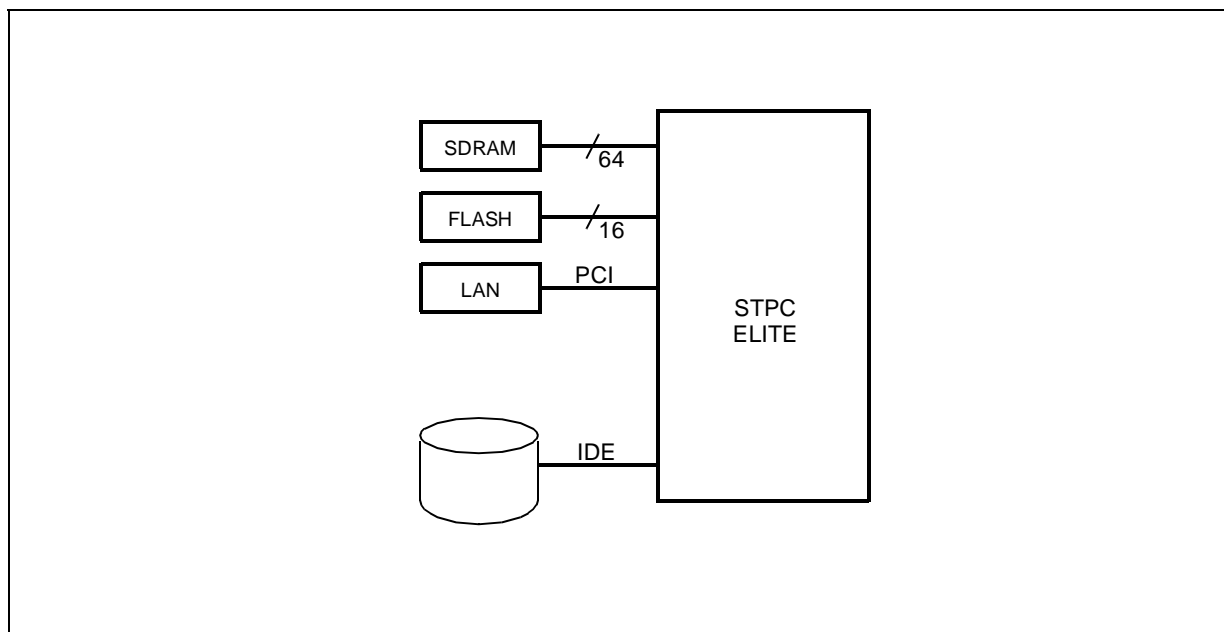 SDRAM
64
FLASH
16
LAN
PCI
STPC
ELITE
IDE